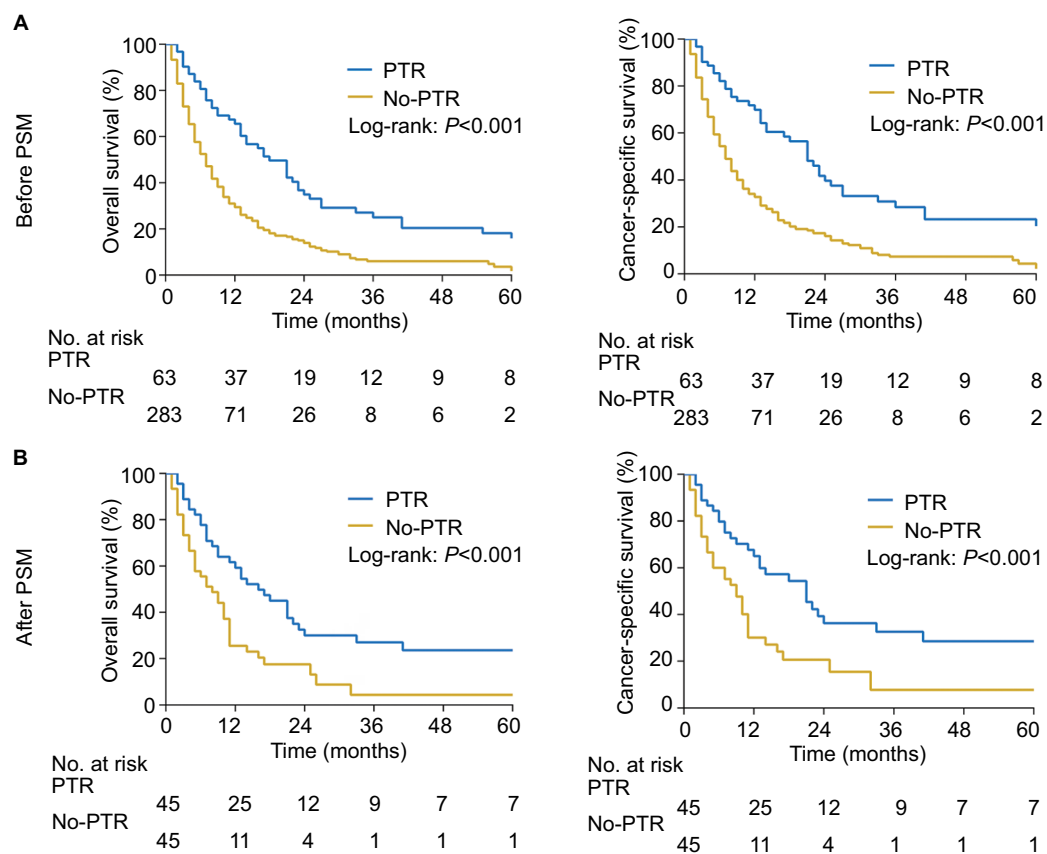 A
Before PSM
Overall survival (%)
100
80
60
40
20
0
PTR
No-PTR
Log-rank: P<0.001
0 12 24 36 48 60
Time (months)
No. at risk
PTR
63 37 19 12 9 8
No-PTR
283 71 26 8 6 2
Cancer-specific survival (%)
100
80
60
40
20
0
PTR
No-PTR
Log-rank: P<0.001
0 12 24 36 48 60
Time (months)
No. at risk
PTR
63 37 19 12 9 8
No-PTR
283 71 26 8 6 2
B
After PSM
Overall survival (%)
100
80
60
40
20
0
PTR
No-PTR
Log-rank: P<0.001
0 12 24 36 48 60
Time (months)
No. at risk
PTR
45 25 12 9 7 7
No-PTR
45 11 4 1 1 1
Cancer-specific survival (%)
100
80
60
40
20
0
PTR
No-PTR
Log-rank: P<0.001
0 12 24 36 48 60
Time (months)
No. at risk
PTR
45 25 12 9 7 7
No-PTR
45 11 4 1 1 1